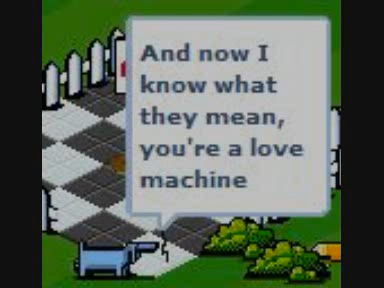 And now I
know what
they mean,
you're a love
machine